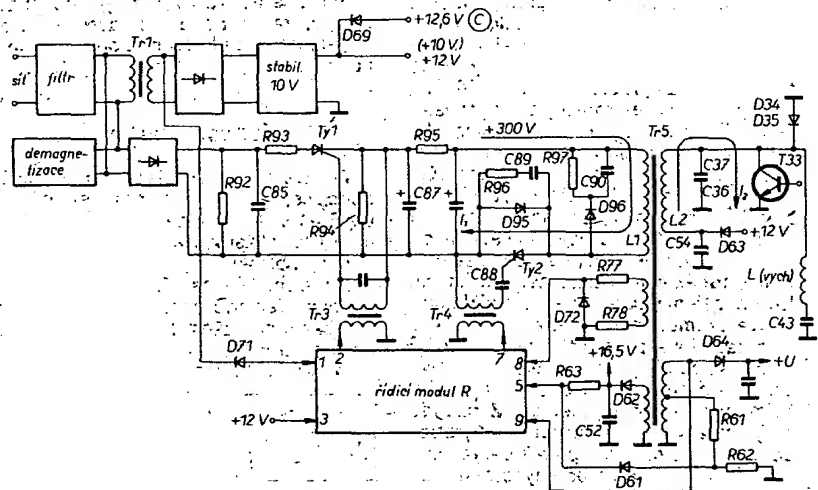 +12,6 V C
D69
(+10 V)
+12 V
Tr1
síť
filtr
stabil.
10 V
D34
D35
demagne-
tizace
R93
Ty1
R95
+300 V
Tr5
T33
R92
C85
R94
C87
C89
R96
D95
R97
C90
D96
I₁
L1
L2
C37
C36
I₂
C54
D63
+12 V
L (vych)
C43
C88
Ty2
Tr3
Tr4
R77
D72
R78
+16,5 V
D71
1
2
7
8
řídicí modul R
5
R63
D62
D64
+U
+12 V
3
9
C52
R61
D61
R62